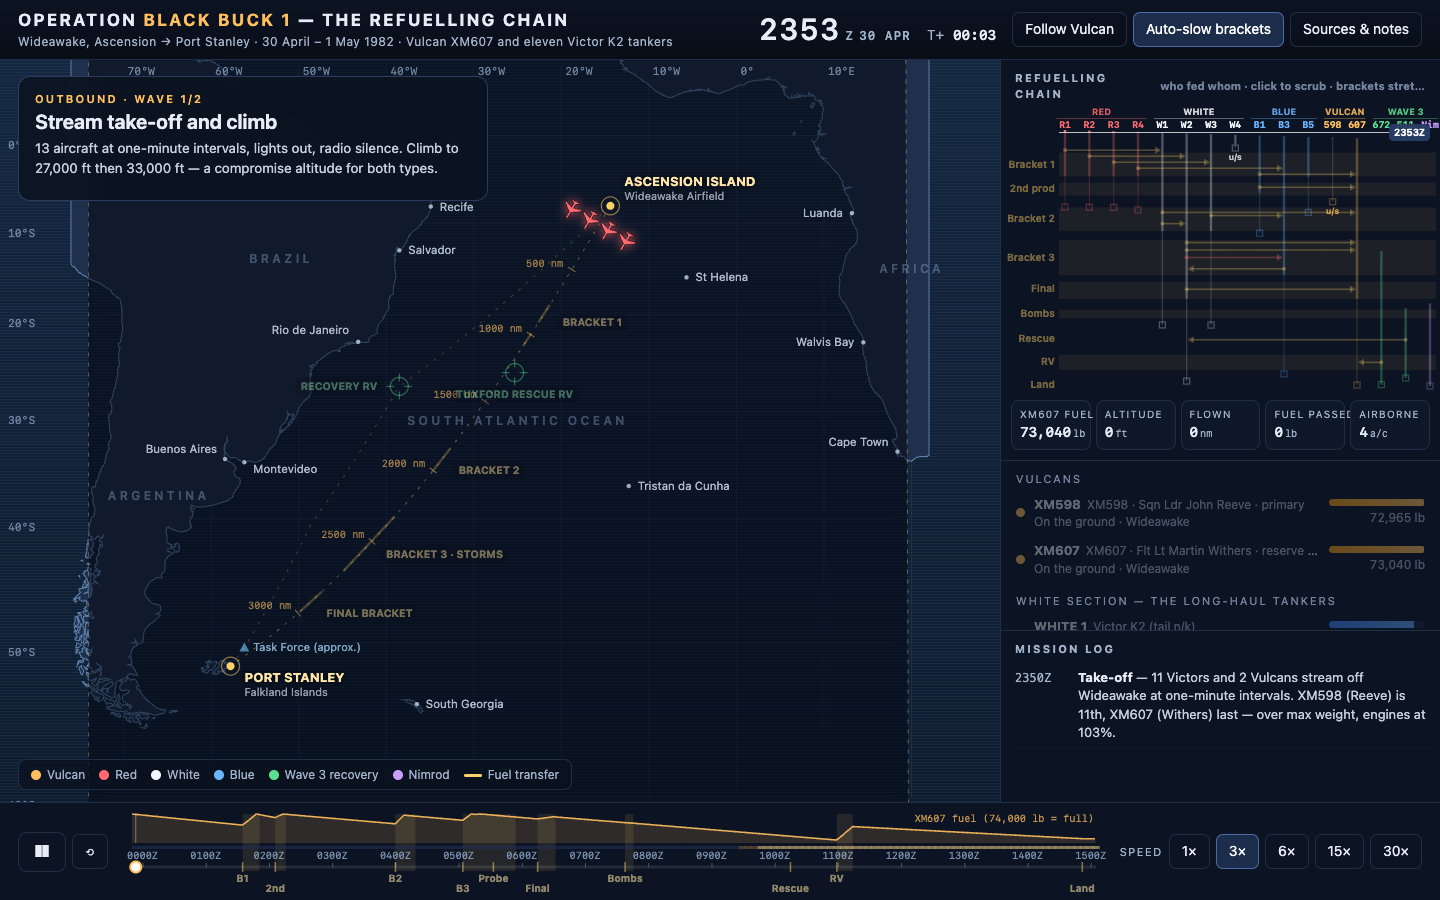 OPERATION BLACK BUCK 1 — THE REFUELLING CHAIN
Wideawake, Ascension → Port Stanley · 30 April – 1 May 1982 · Vulcan XM607 and eleven Victor K2 tankers
2353 Z 30 APR T+ 00:03
Follow Vulcan
Auto-slow brackets
Sources & notes
70°W 60°W 50°W 40°W 30°W 20°W 10°W 0° 10°E
OUTBOUND · WAVE 1/2
Stream take-off and climb
13 aircraft at one-minute intervals, lights out, radio silence. Climb to
27,000 ft then 33,000 ft — a compromise altitude for both types.
0°
10°S
20°S
30°S
40°S
50°S
ASCENSION ISLAND
Wideawake Airfield
Recife
Luanda
Salvador
BRAZIL
500 nm
AFRICA
St Helena
BRACKET 1
Rio de Janeiro
1000 nm
Walvis Bay
RECOVERY RV
1500 nm
TUXFORD RESCUE RV
SOUTH ATLANTIC OCEAN
Buenos Aires
Cape Town
Montevideo
2000 nm
BRACKET 2
Tristan da Cunha
ARGENTINA
2500 nm
BRACKET 3 · STORMS
3000 nm
FINAL BRACKET
Task Force (approx.)
PORT STANLEY
Falkland Islands
South Georgia
Vulcan
Red
White
Blue
Wave 3 recovery
Nimrod
Fuel transfer
REFUELLING
CHAIN
who fed whom · click to scrub · brackets stret…
RED WHITE BLUE VULCAN WAVE 3
R1 R2 R3 R4 W1 W2 W3 W4 B1 B3 B5 598 607 672 511 Nim
2353Z
u/s
Bracket 1
2nd prod
u/s
Bracket 2
Bracket 3
Final
Bombs
Rescue
RV
Land
XM607 FUEL
73,040 lb
ALTITUDE
0 ft
FLOWN
0 nm
FUEL PASSED
0 lb
AIRBORNE
4 a/c
VULCANS
XM598 XM598 · Sqn Ldr John Reeve · primary
On the ground · Wideawake
72,965 lb
XM607 XM607 · Flt Lt Martin Withers · reserve …
On the ground · Wideawake
73,040 lb
WHITE SECTION — THE LONG-HAUL TANKERS
WHITE 1 Victor K2 (tail n/k)
MISSION LOG
2350Z
Take-off — 11 Victors and 2 Vulcans stream off
Wideawake at one-minute intervals. XM598 (Reeve) is
11th, XM607 (Withers) last — over max weight, engines at
103%.
XM607 fuel (74,000 lb = full)
0000Z 0100Z 0200Z 0300Z 0400Z 0500Z 0600Z 0700Z 0800Z 0900Z 1000Z 1100Z 1200Z 1300Z 1400Z 1500Z
B1 B2 Probe Bombs RV
2nd B3 Final Rescue Land
SPEED
1×
3×
6×
15×
30×